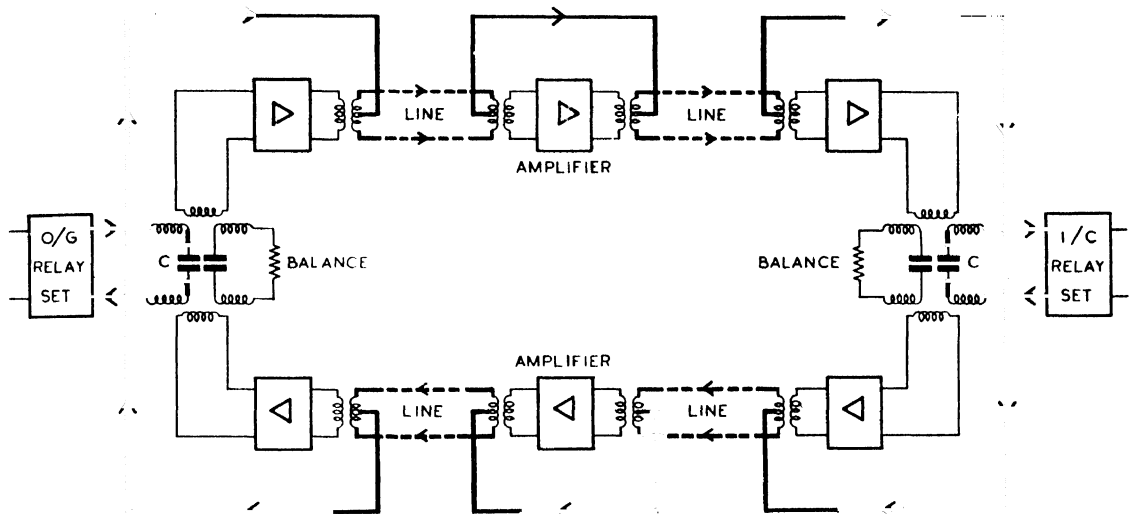 LINE
LINE
AMPLIFIER
O/G
RELAY
SET
C
BALANCE
BALANCE
C
I/C
RELAY
SET
AMPLIFIER
LINE
LINE